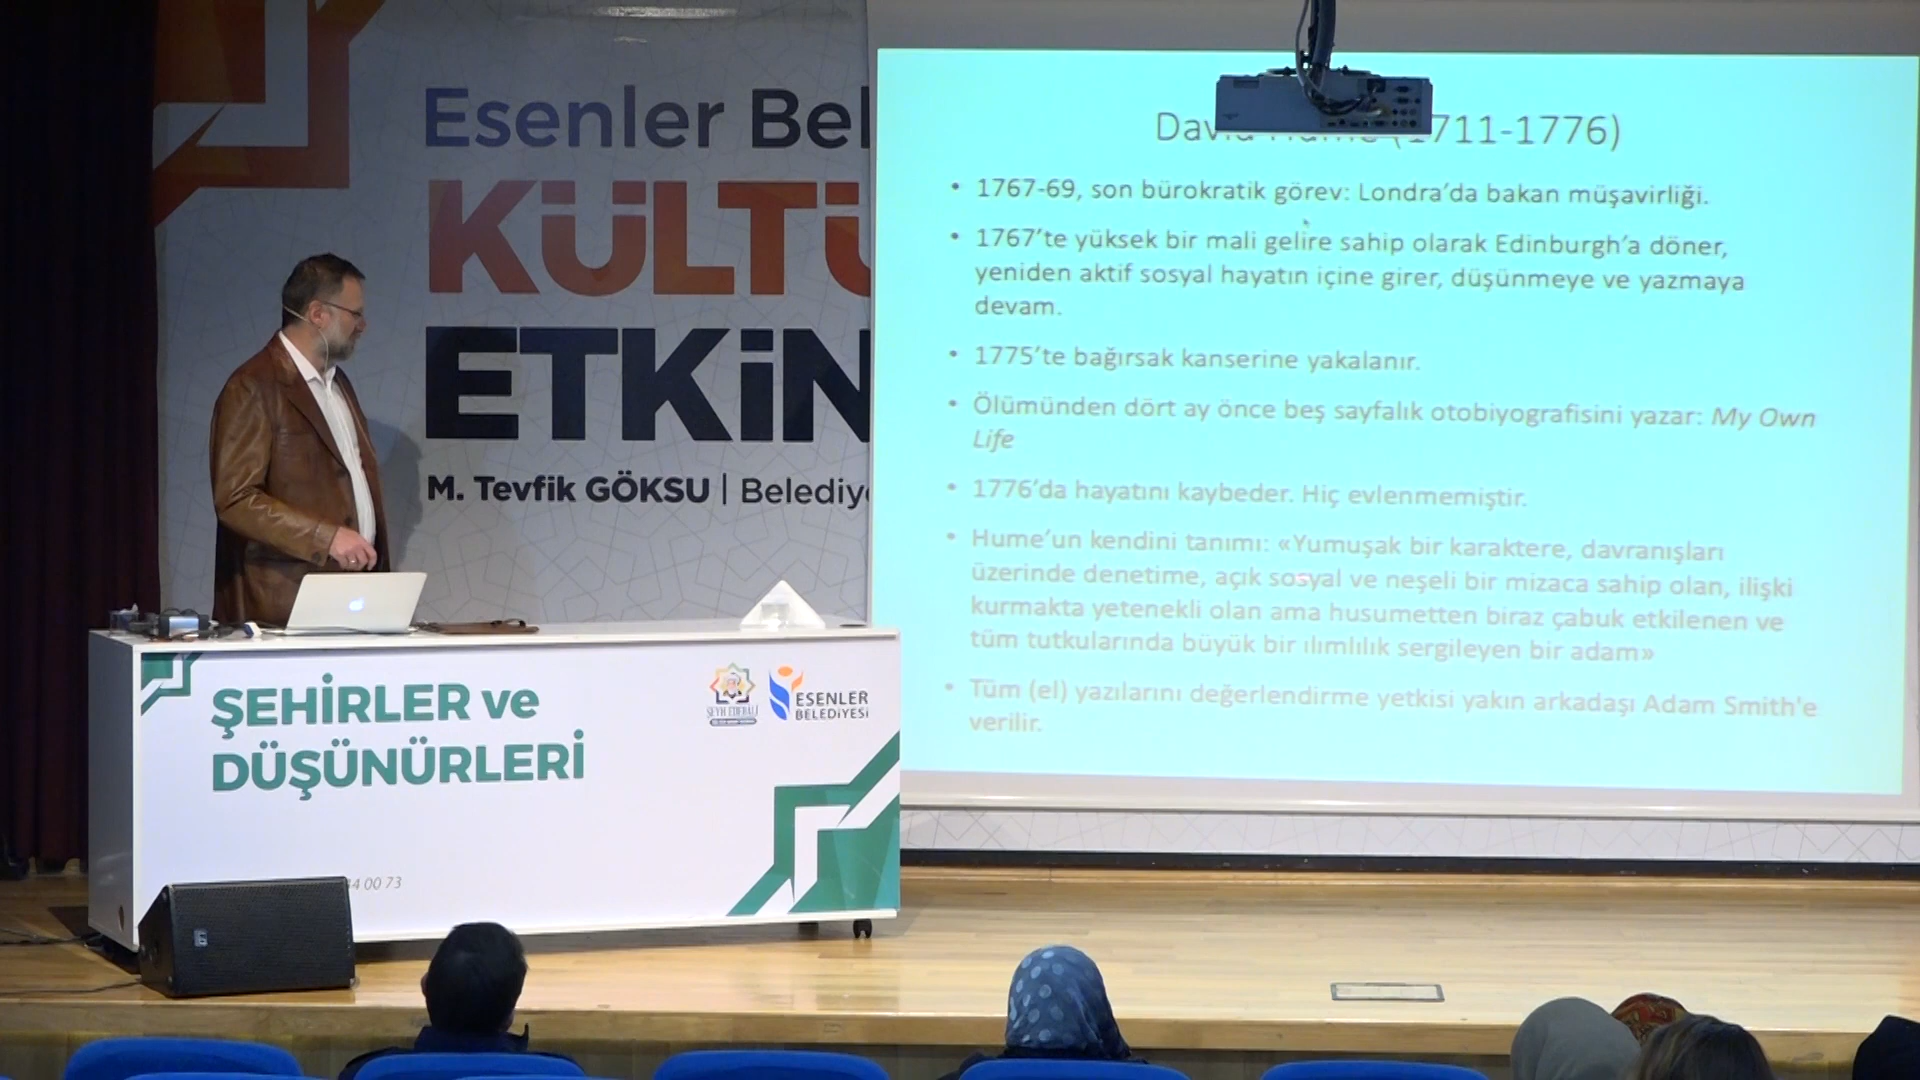 Esenler Bel
KÜLTÜ
ETKİN
M. Tevfik GÖKSU | Belediye
David Hume (1711-1776)
• 1767-69, son bürokratik görev: Londra’da bakan müşavirliği.
• 1767’te yüksek bir mali gelire sahip olarak Edinburgh’a döner,
yeniden aktif sosyal hayatın içine girer, düşünmeye ve yazmaya
devam.
• 1775’te bağırsak kanserine yakalanır.
• Ölümünden dört ay önce beş sayfalık otobiyografisini yazar: My Own
Life
• 1776’da hayatını kaybeder. Hiç evlenmemiştir.
• Hume’un kendini tanımı: «Yumuşak bir karaktere, davranışları
üzerinde denetime, açık sosyal ve neşeli bir mizaca sahip olan, ilişki
kurmakta yetenekli olan ama husumetten biraz çabuk etkilenen ve
tüm tutkularında büyük bir ılımlılık sergileyen bir adam»
• Tüm (el) yazılarını değerlendirme yetkisi yakın arkadaşı Adam Smith'e
verilir.
ŞEHİRLER ve
DÜŞÜNÜRLERİ
ŞEYH EDEBALİ
ESENLER
BELEDİYESİ
44 00 73